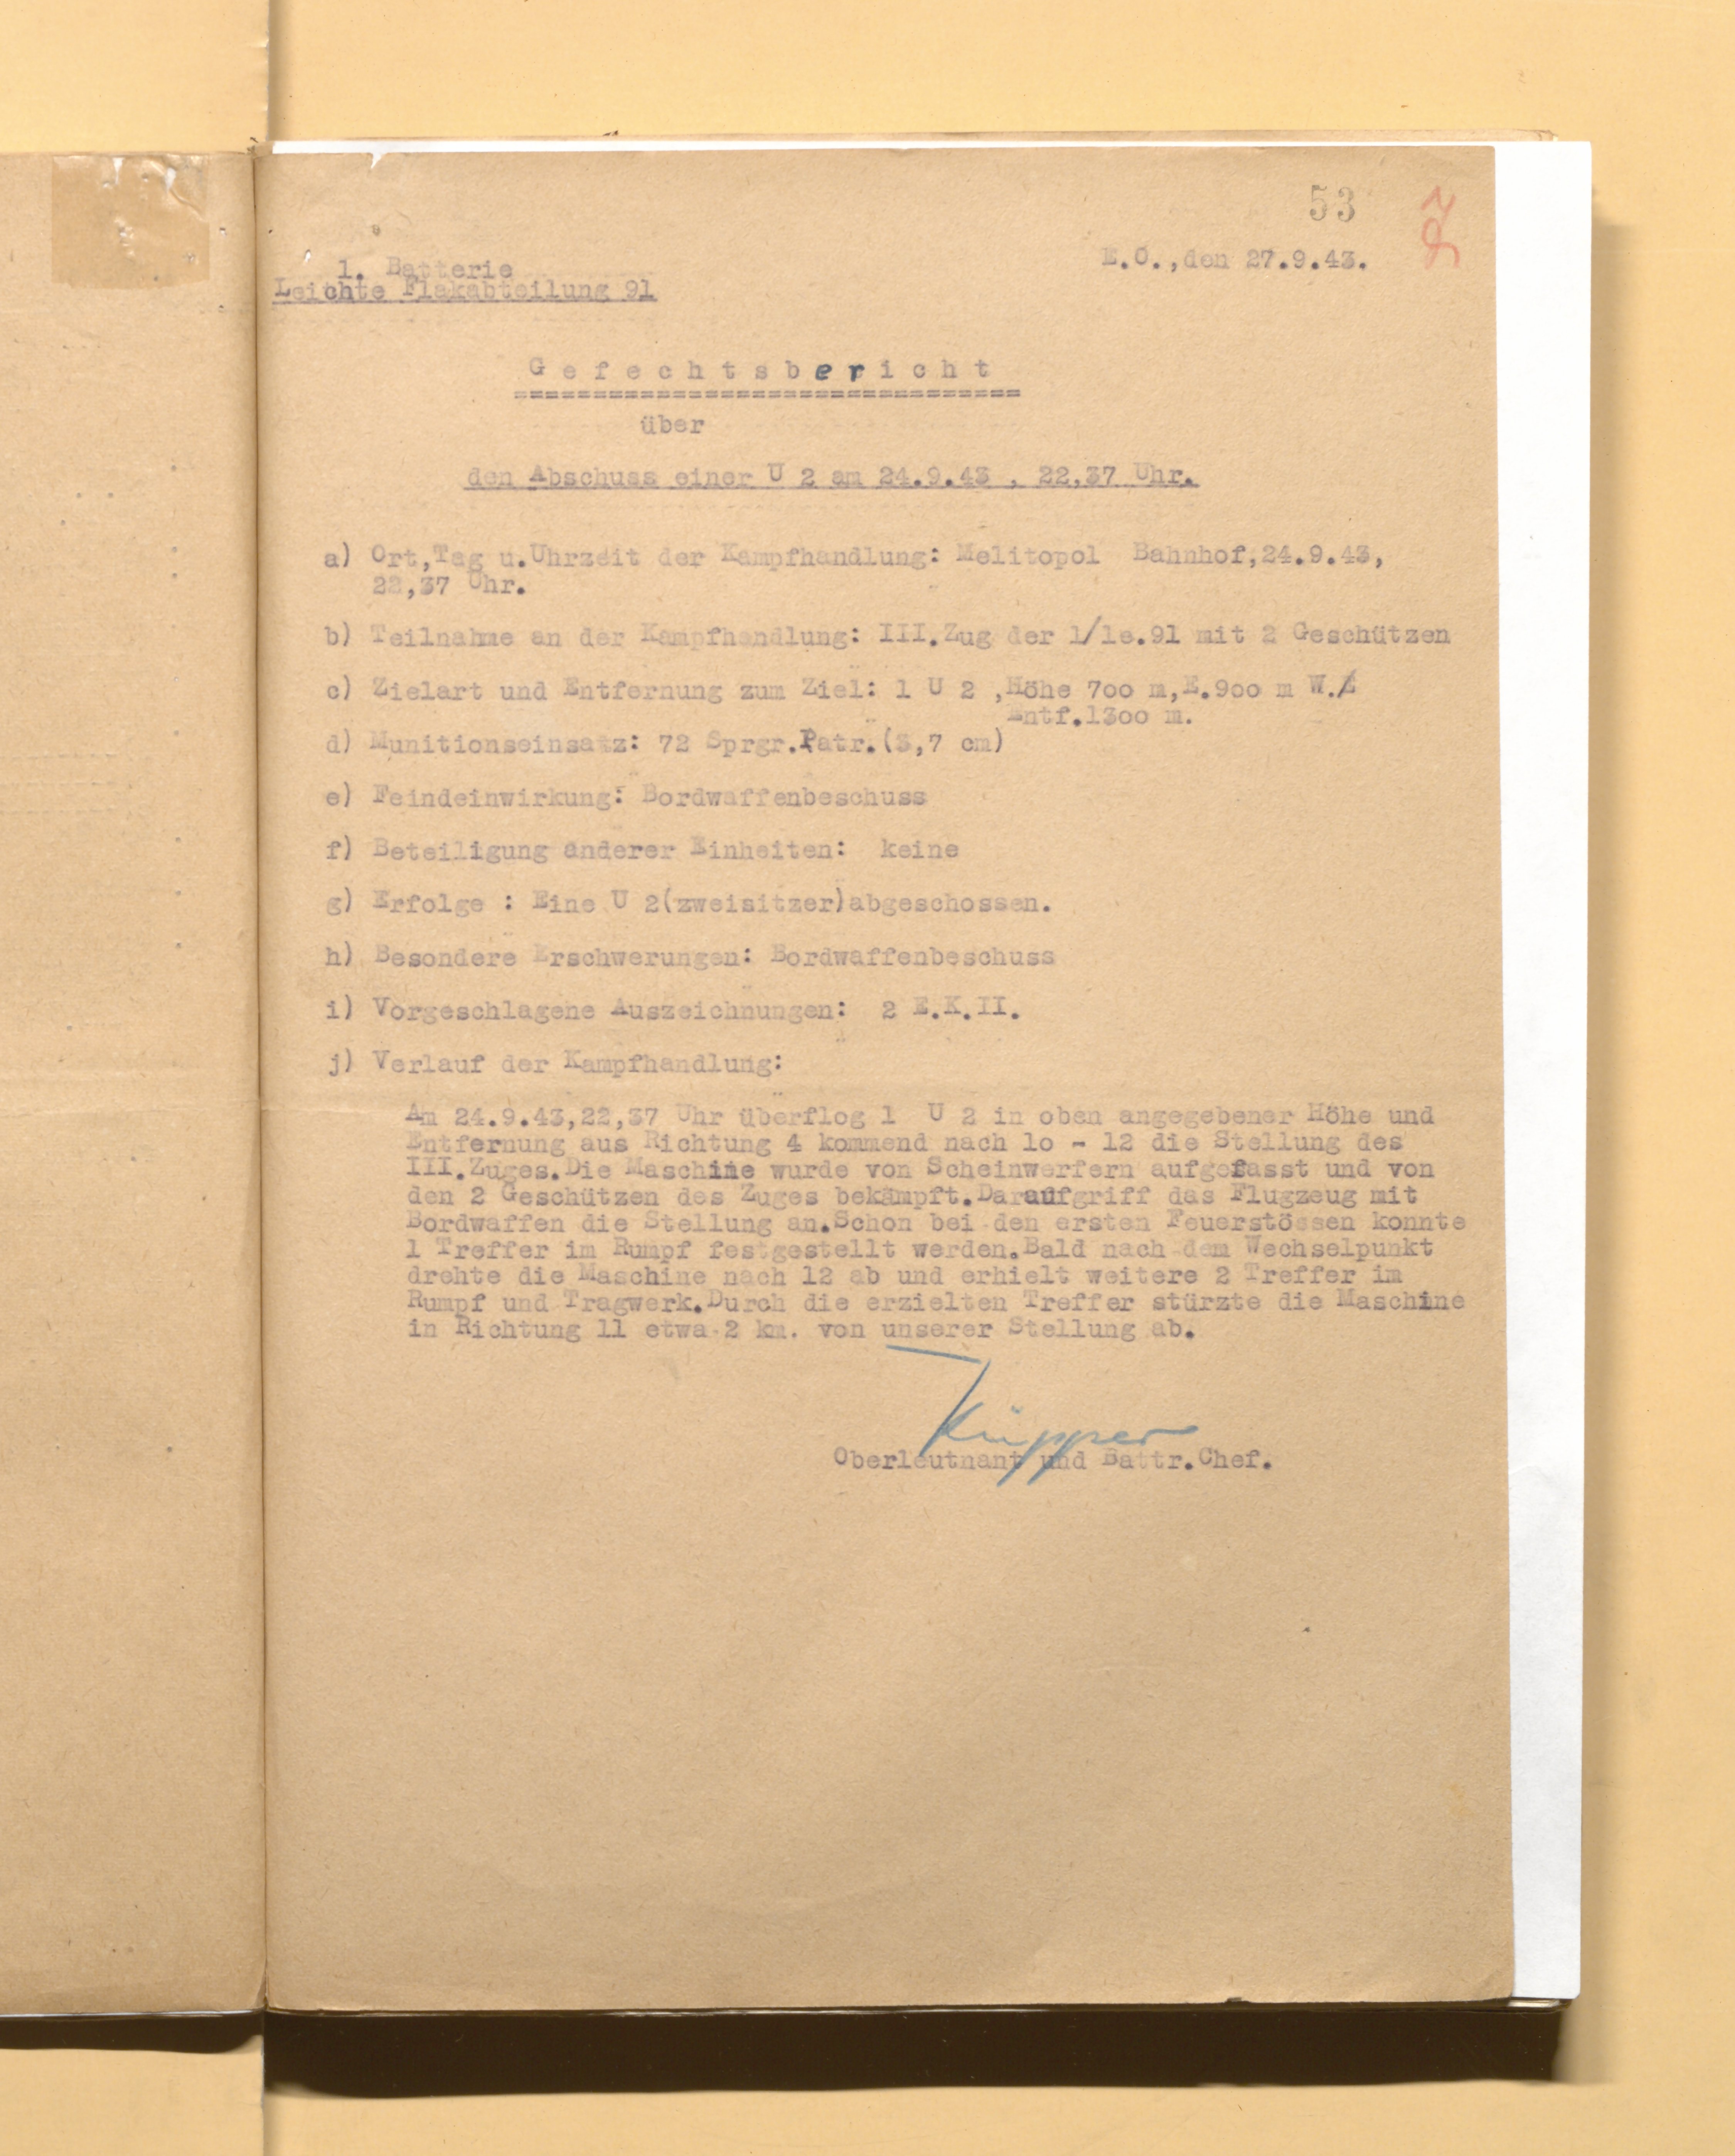 53
E.O.,den 27.9.43.
1. Batterie
Leichte Flakabteilung 91
Gefechtsbericht
über
den Abschuss einer U 2 am 24.9.43 , 22,37 Uhr.
a) Ort,Tag u.Uhrzeit der Kampfhandlung: Melitopol Bahnhof,24.9.43,
22,37 Uhr.
b) Teilnahme an der Kampfhandlung: III.Zug der 1/le.91 mit 2 Geschützen
c) Zielart und Entfernung zum Ziel: 1 U 2 ,Höhe 7oo m,E.9oo m W.
Entf.13oo m.
d) Munitionseinsatz: 72 Sprgr.Patr.(3,7 cm)
e) Feindeinwirkung: Bordwaffenbeschuss
f) Beteiligung anderer Einheiten: keine
g) Erfolge : Eine U 2(zweisitzer)abgeschossen.
h) Besondere Erschwerungen: Bordwaffenbeschuss
i) Vorgeschlagene Auszeichnungen: 2 E.K.II.
j) Verlauf der Kampfhandlung:
Am 24.9.43,22,37 Uhr überflog 1 U 2 in oben angegebener Höhe und
Entfernung aus Richtung 4 kommend nach 1o - 12 die Stellung des
III.Zuges.Die Maschine wurde von Scheinwerfern aufgefasst und von
den 2 Geschützen des Zuges bekämpft.Daraufgriff das Flugzeug mit
Bordwaffen die Stellung an.Schon bei den ersten Feuerstössen konnte
1 Treffer im Rumpf festgestellt werden.Bald nach dem Wechselpunkt
drehte die Maschine nach 12 ab und erhielt weitere 2 Treffer im
Rumpf und Tragwerk.Durch die erzielten Treffer stürzte die Maschine
in Richtung 11 etwa 2 km. von unserer Stellung ab.
Küpper
Oberleutnant und Battr.Chef.